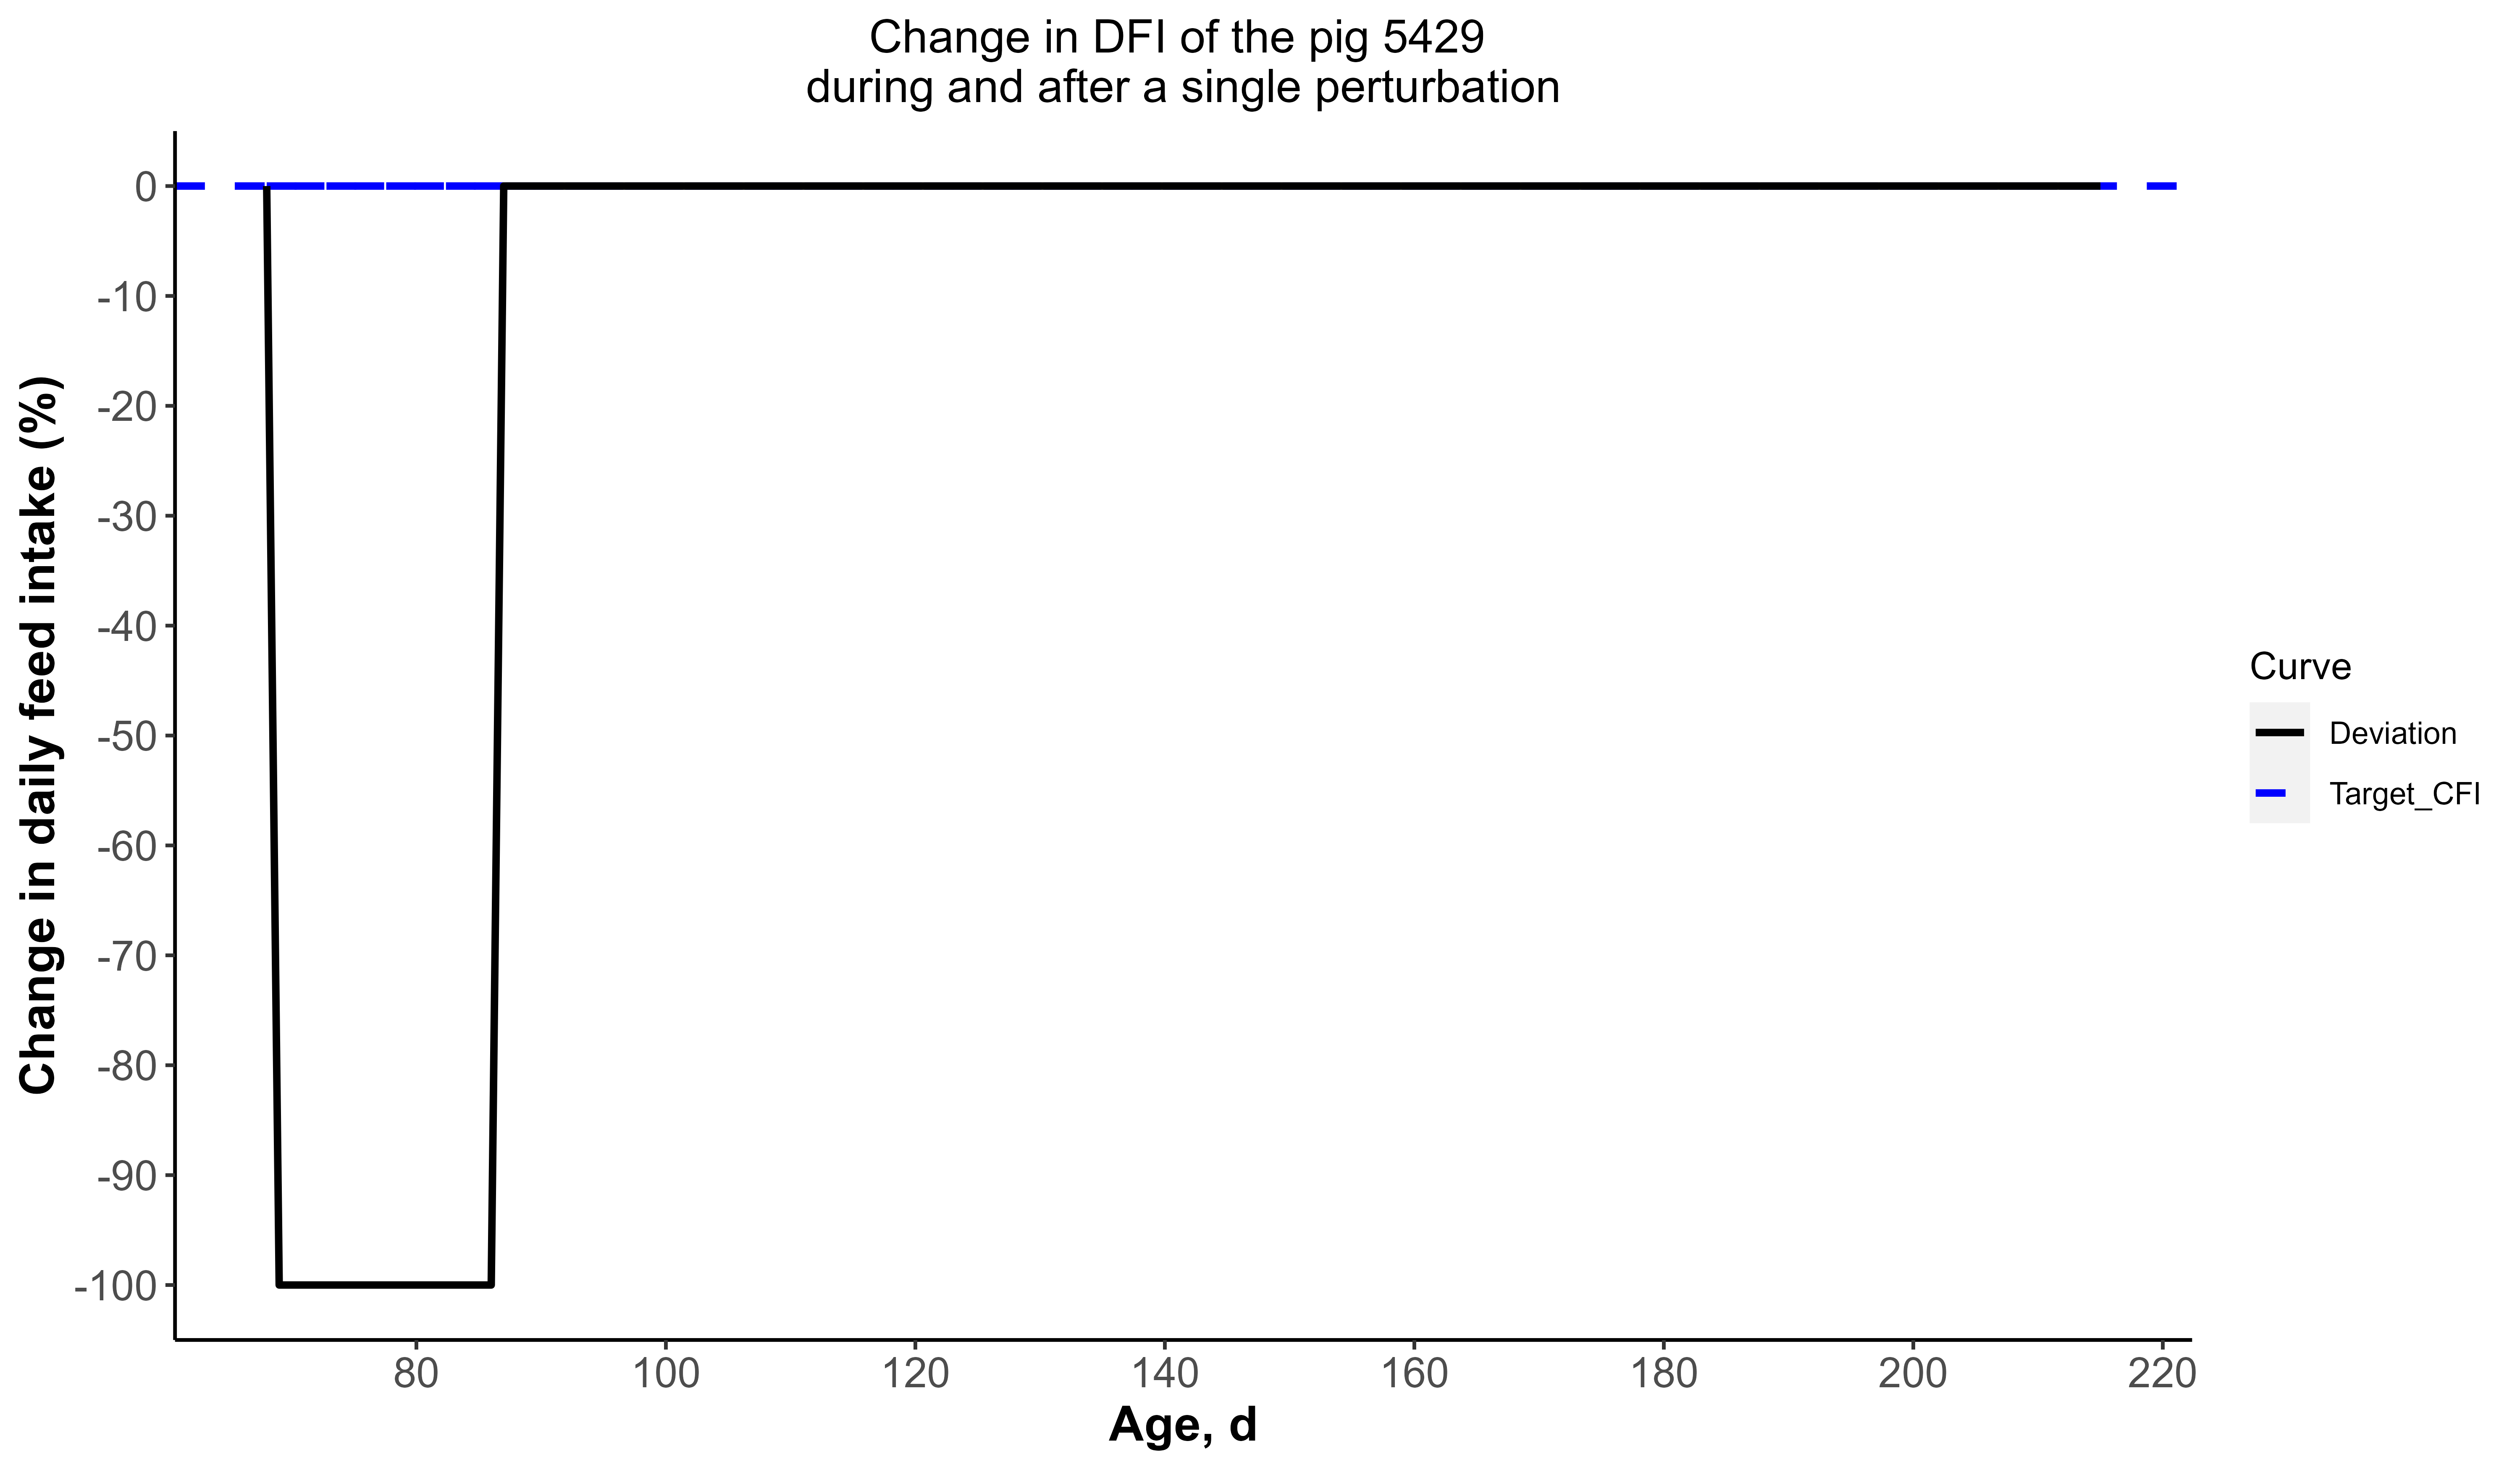 Change in DFI of the pig 5429
during and after a single perturbation
Change in daily feed intake (%)
0
-10
-20
-30
-40
-50
-60
-70
-80
-90
-100
80
100
120
140
160
180
200
220
Age, d
Curve
Deviation
Target_CFI